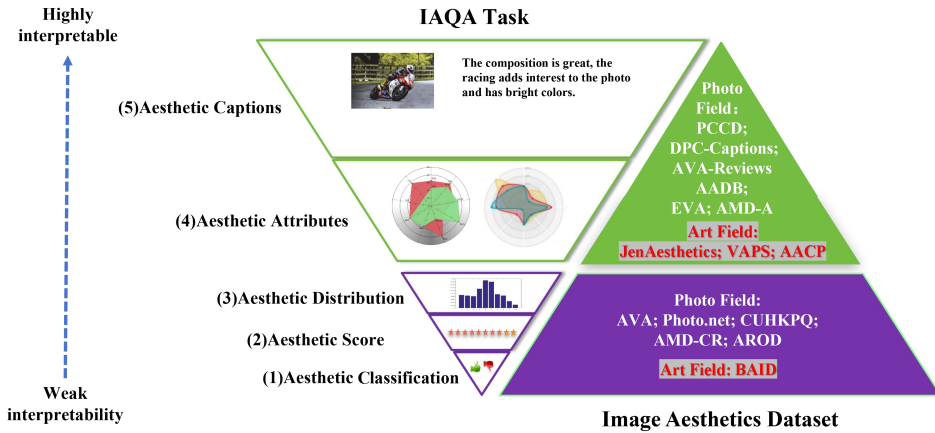 IAQA Task
Highly
interpretable
(5)Aesthetic Captions
The composition is great, the
racing adds interest to the photo
and has bright colors.
(4)Aesthetic Attributes
(3)Aesthetic Distribution
(2)Aesthetic Score
(1)Aesthetic Classification
Weak
interpretability
Photo
Field:
PCCD;
DPC-Captions;
AVA-Reviews
AADB;
EVA; AMD-A
Art Field:
JenAesthetics; VAPS; AACP
Photo Field:
AVA; Photo.net; CUHKPQ;
AMD-CR; AROD
Art Field: BAID
Image Aesthetics Dataset